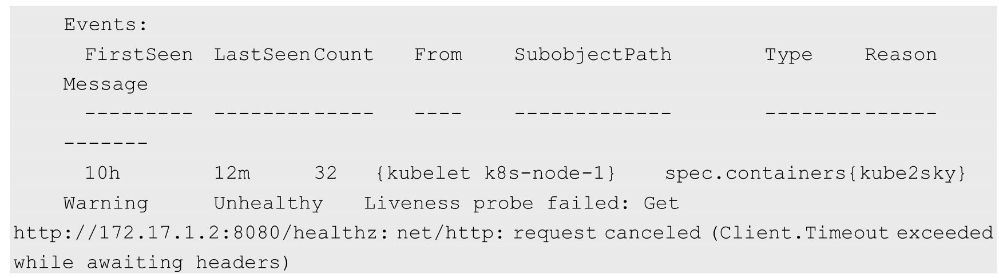 Events:
FirstSeen LastSeen Count From SubobjectPath Type Reason
Message
--------- -------- ----- ---- ------------- -------- ------
-------
10h 12m 32 {kubelet k8s-node-1} spec.containers{kube2sky}
Warning Unhealthy Liveness probe failed: Get
http://172.17.1.2:8080/healthz: net/http: request canceled (Client.Timeout exceeded
while awaiting headers)